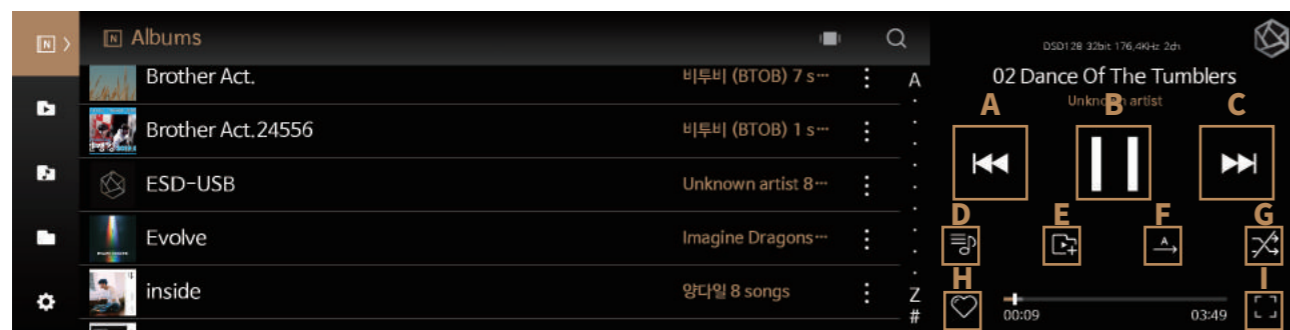 N
N Albums
Brother Act.
비투비 (BTOB) 7 s…
Brother Act.24556
비투비 (BTOB) 1 s…
ESD-USB
Unknown artist 8…
Evolve
Imagine Dragons…
inside
양다일 8 songs
A
Z
#
DSD128 32bit 176,4KHz 2ch
02 Dance Of The Tumblers
Unknown artist
A B C
D E F G
A
H I
00:09 03:49